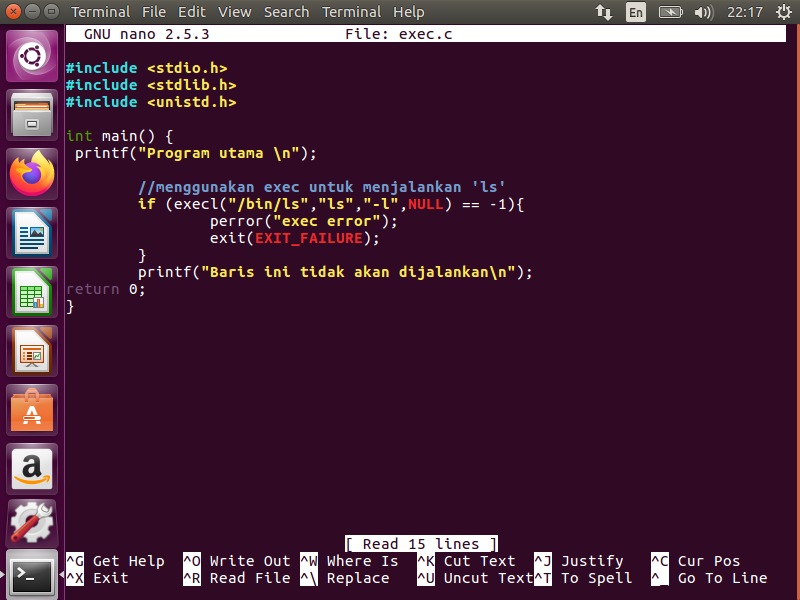 Terminal File Edit View Search Terminal Help En 22:17
GNU nano 2.5.3 File: exec.c
#include <stdio.h>
#include <stdlib.h>
#include <unistd.h>
int main() {
printf("Program utama \n");
//menggunakan exec untuk menjalankan 'ls'
if (execl("/bin/ls","ls","-l",NULL) == -1){
perror("exec error");
exit(EXIT_FAILURE);
}
printf("Baris ini tidak akan dijalankan\n");
return 0;
}
[ Read 15 lines ]
^G Get Help ^O Write Out ^W Where Is ^K Cut Text ^J Justify ^C Cur Pos
^X Exit ^R Read File ^\ Replace ^U Uncut Text^T To Spell ^_ Go To Line